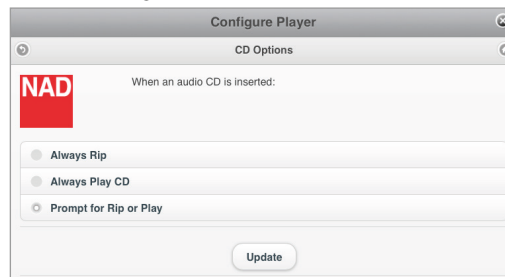 Configure Player
CD Options
NAD
When an audio CD is inserted:
Always Rip
Always Play CD
Prompt for Rip or Play
Update